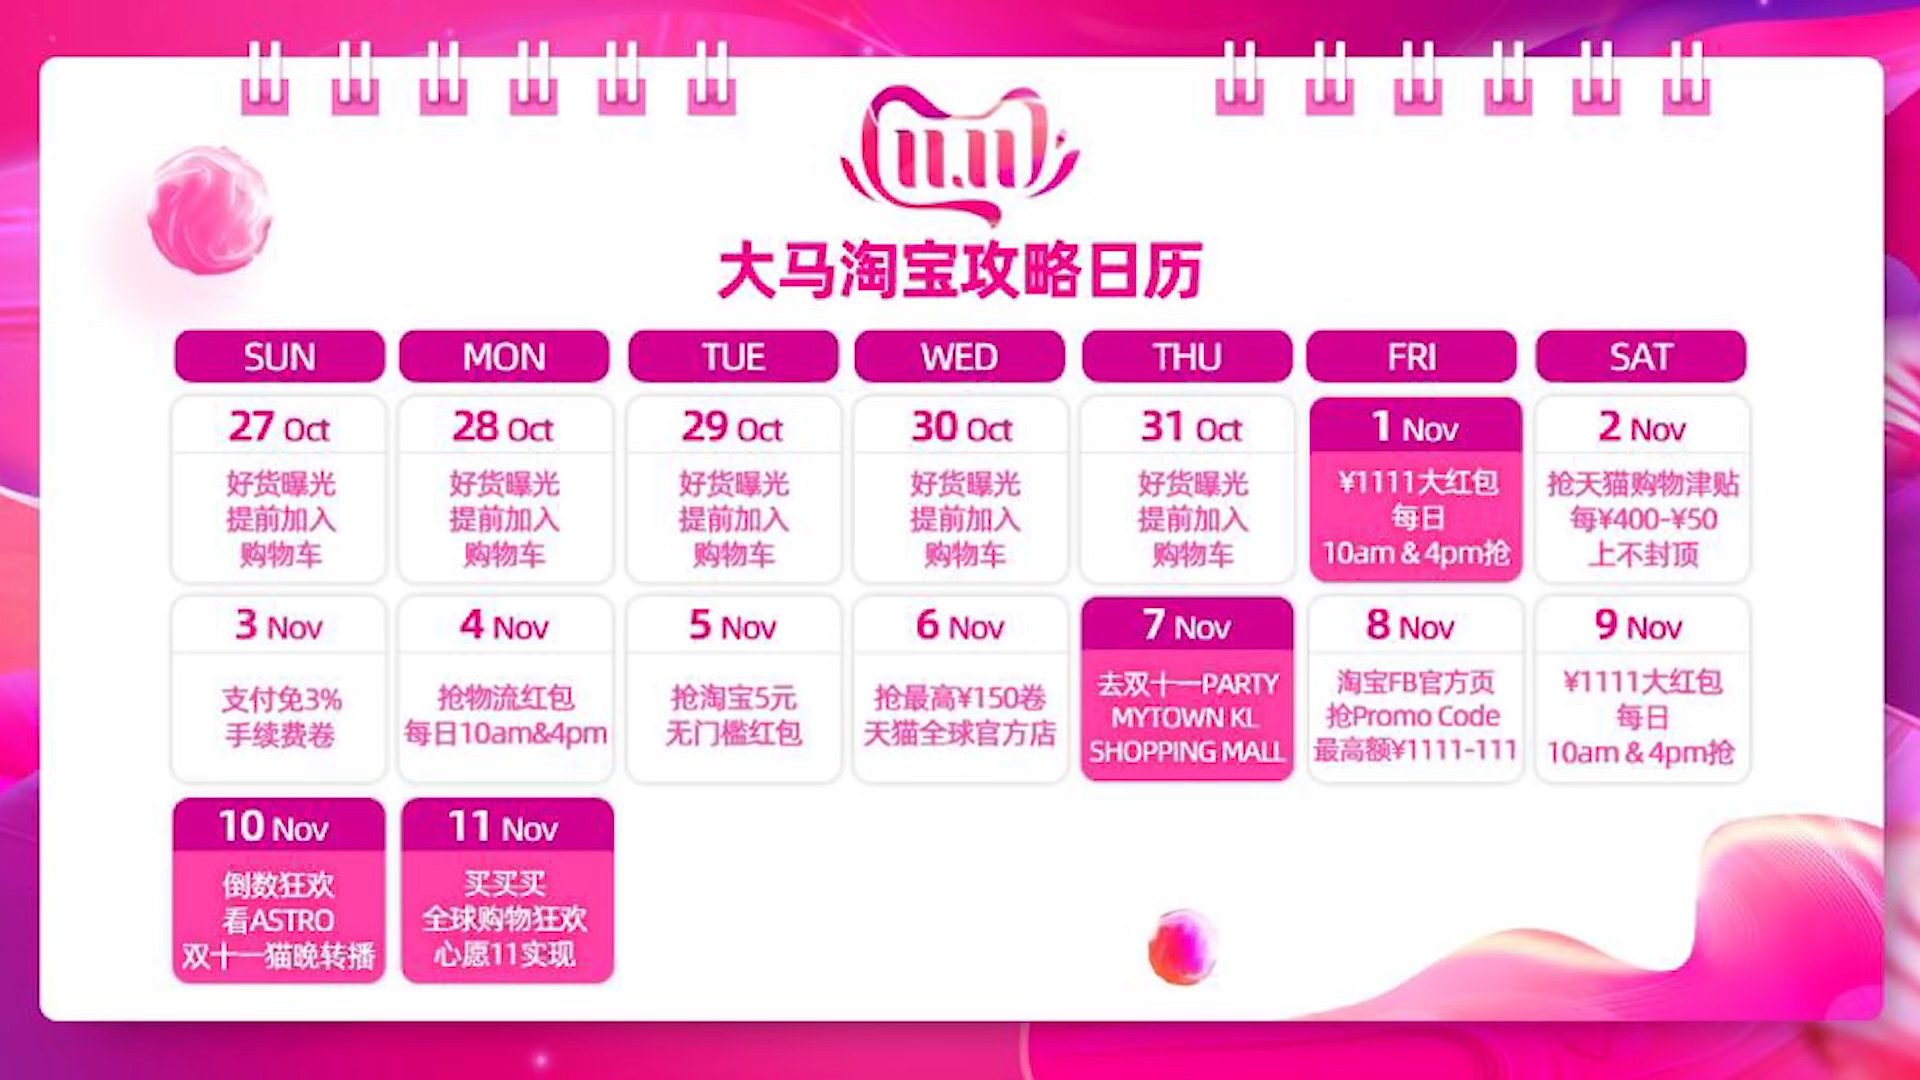 11.11
大马淘宝攻略日历
SUN MON TUE WED THU FRI SAT
27 Oct
好货曝光
提前加入
购物车
28 Oct
好货曝光
提前加入
购物车
29 Oct
好货曝光
提前加入
购物车
30 Oct
好货曝光
提前加入
购物车
31 Oct
好货曝光
提前加入
购物车
1 Nov
¥1111大红包
每日
10am & 4pm抢
2 Nov
抢天猫购物津贴
每¥400-¥50
上不封顶
3 Nov
支付免3%
手续费卷
4 Nov
抢物流红包
每日10am&4pm
5 Nov
抢淘宝5元
无门槛红包
6 Nov
抢最高¥150卷
天猫全球官方店
7 Nov
去双十一PARTY
MYTOWN KL
SHOPPING MALL
8 Nov
淘宝FB官方页
抢Promo Code
最高额¥1111-111
9 Nov
¥1111大红包
每日
10am & 4pm抢
10 Nov
倒数狂欢
看ASTRO
双十一猫晚转播
11 Nov
买买买
全球购物狂欢
心愿11实现